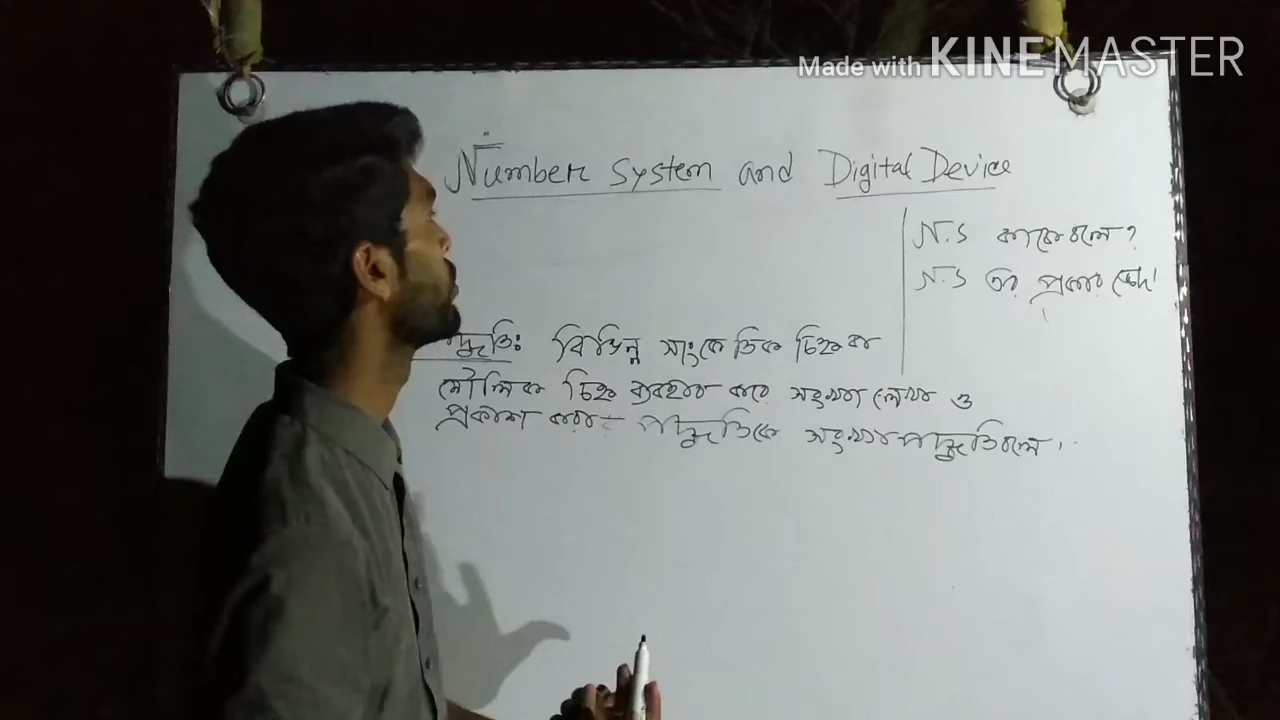 Made with KINEMASTER
Number System and Digital Device
N.S কাকে বলে?
N.S এর প্রকারভেদ।
দ্ধতিঃ বিভিন্ন সাংকেতিক চিহ্ন বা
মৌলিক চিহ্ন ব্যবহার করে সংখ্যা লেখা ও
প্রকাশ করার পদ্ধতিকে সংখ্যা পদ্ধতি বলে।